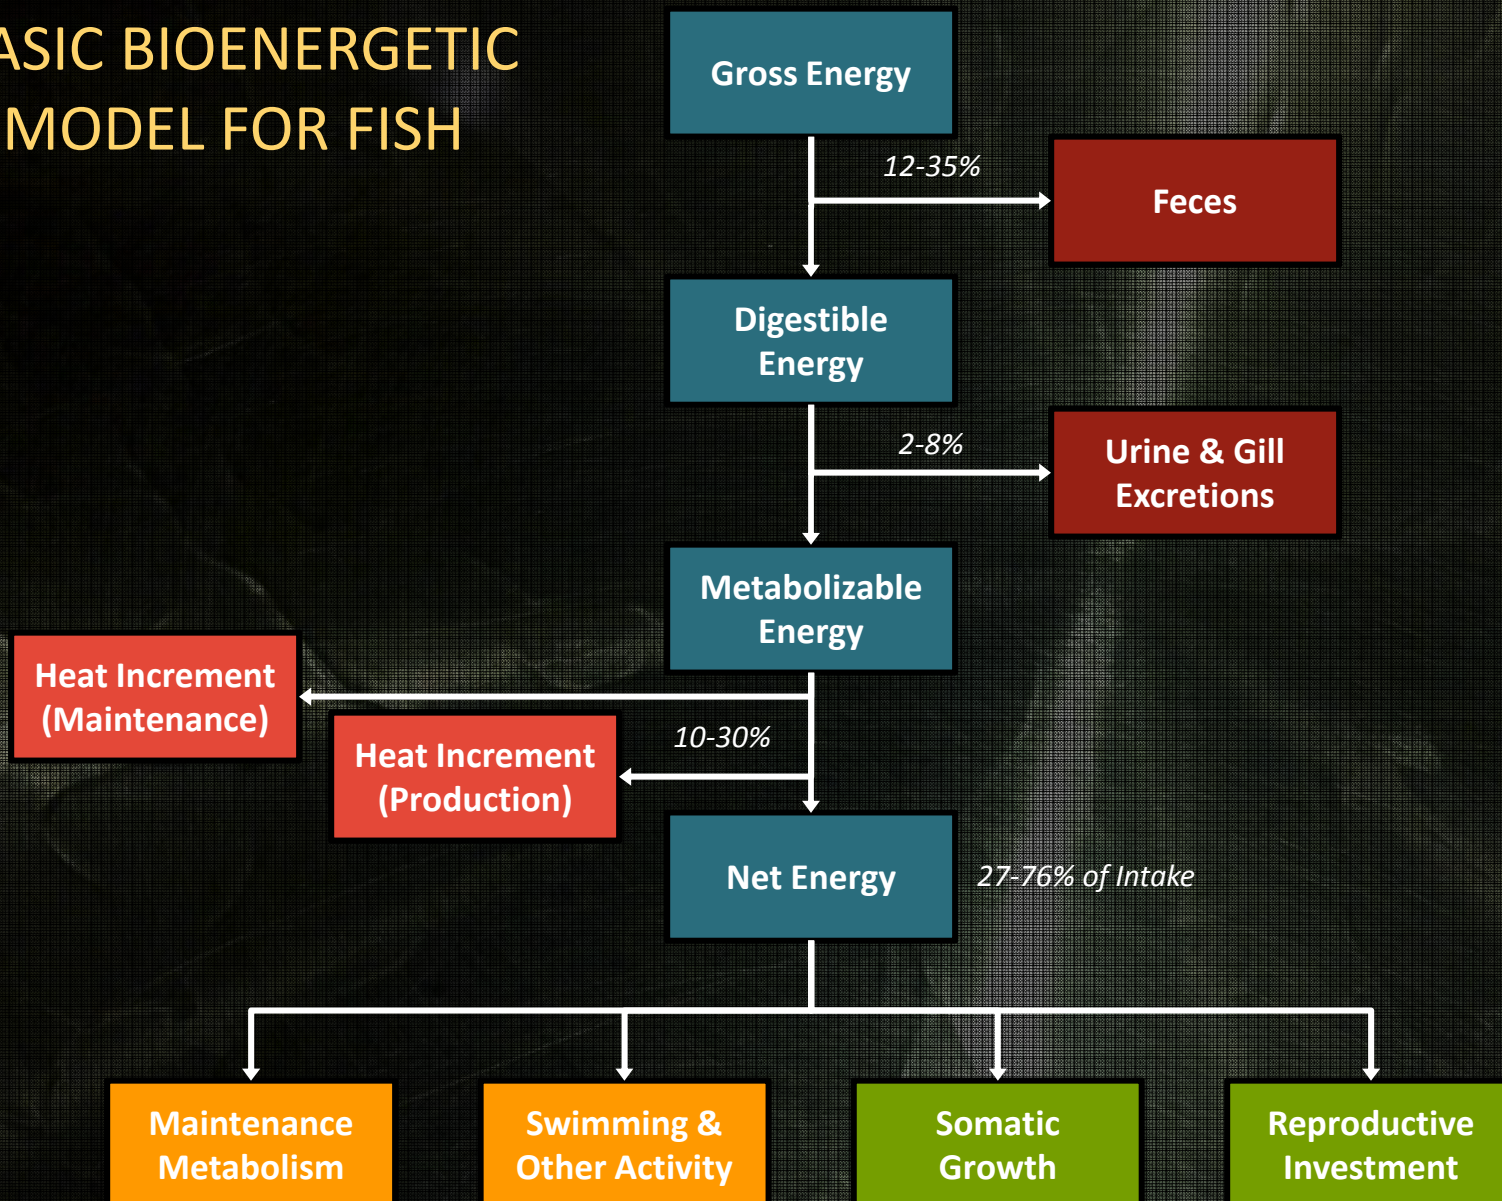 ASIC BIOENERGETIC
MODEL FOR FISH
Gross Energy
12-35%
Feces
Digestible
Energy
2-8%
Urine & Gill
Excretions
Metabolizable
Energy
Heat Increment
(Maintenance)
10-30%
Heat Increment
(Production)
Net Energy
27-76% of Intake
Maintenance
Metabolism
Swimming &
Other Activity
Somatic
Growth
Reproductive
Investment